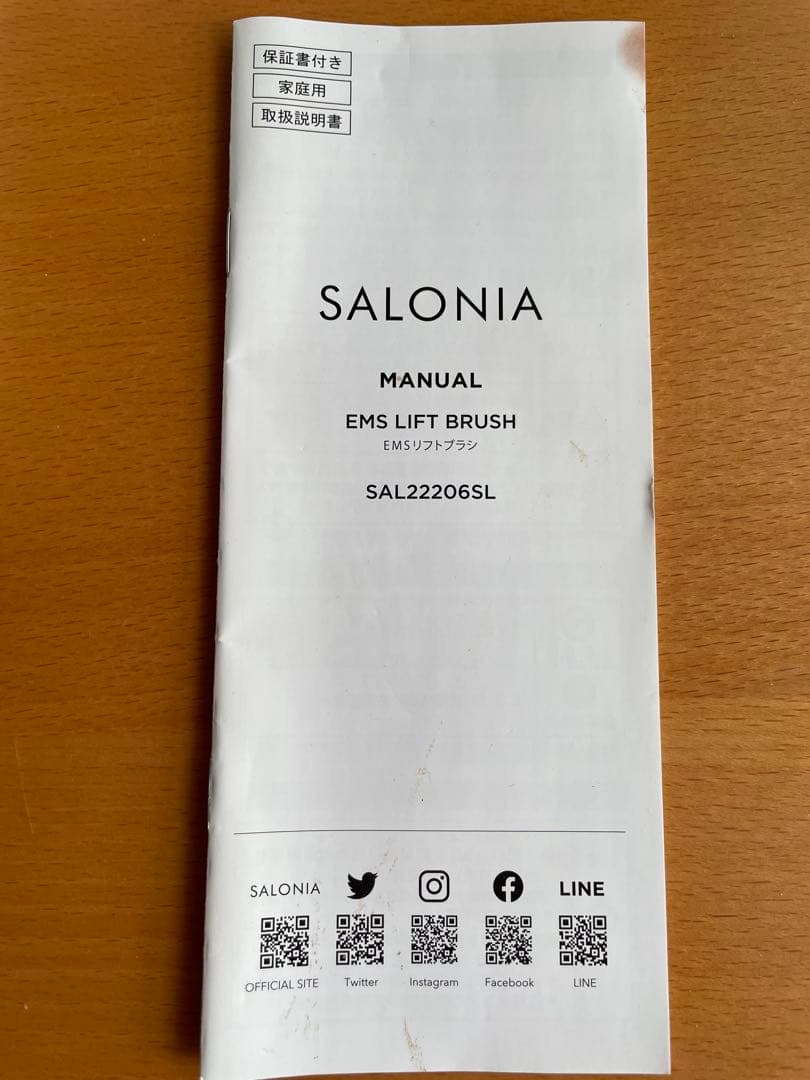 保証書付き
家庭用
取扱説明書
SALONIA
MANUAL
EMS LIFT BRUSH
EMSリフトブラシ
SAL22206SL
SALONIA LINE
OFFICIAL SITE Twitter Instagram Facebook LINE